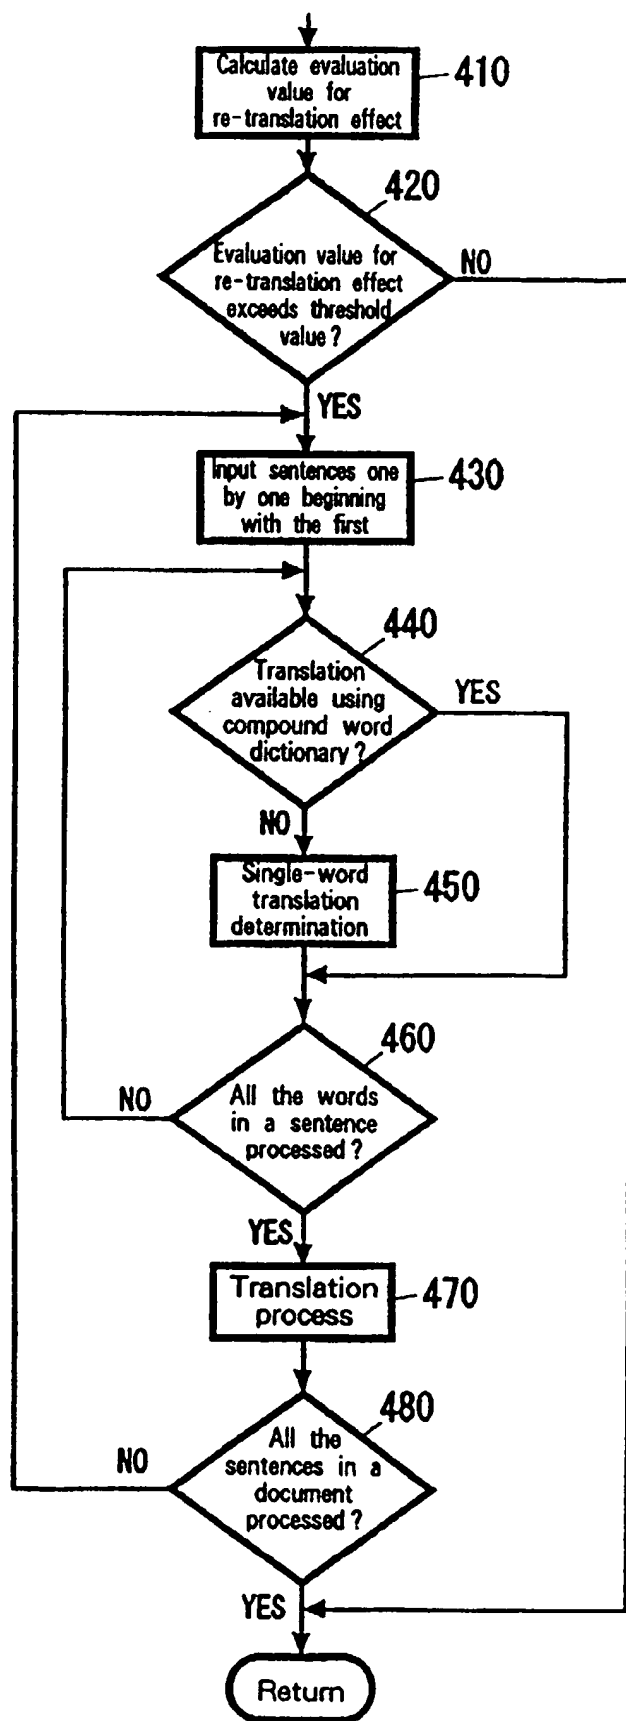 Calculate evaluation
value for
re-translation effect
410
420
Evaluation value for
re-translation effect
exceeds threshold
value?
NO
YES
Input sentences one
by one beginning
with the first
430
440
Translation
available using
compound word
dictionary?
YES
NO
Single-word
translation
determination
450
460
All the words
in a sentence
processed?
NO
YES
Translation
process
470
480
All the
sentences in a
document
processed?
NO
YES
Return